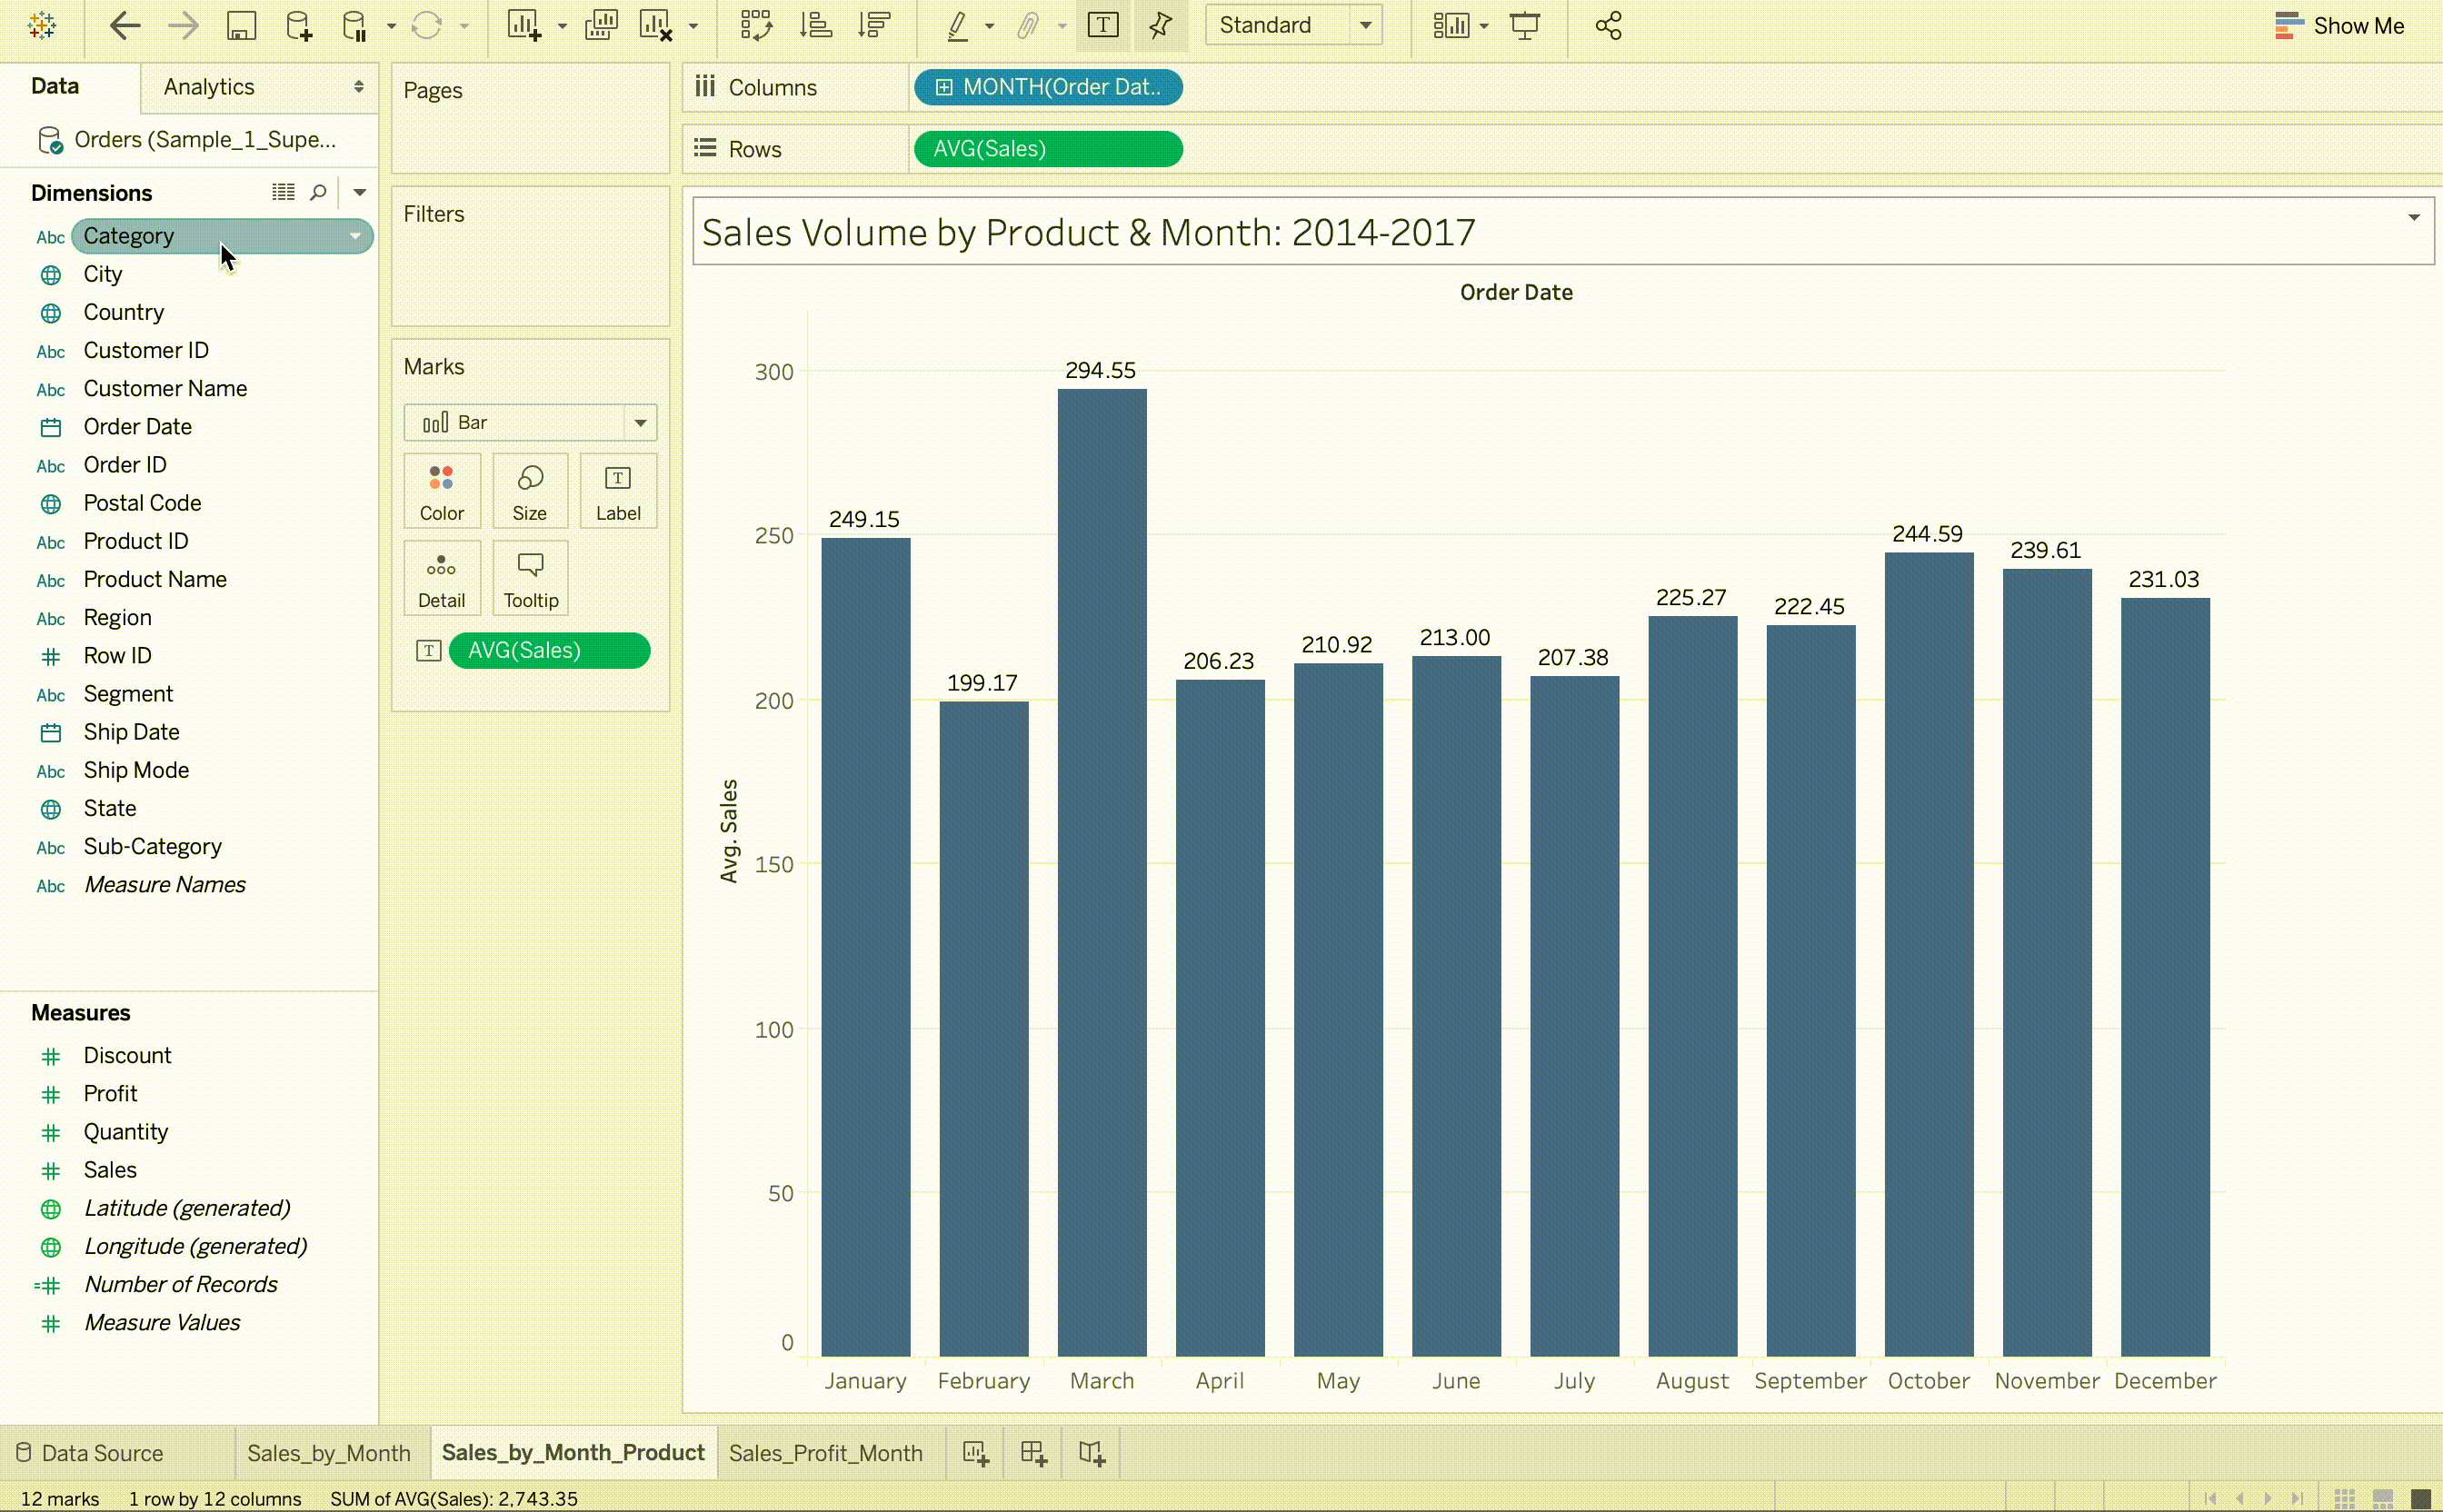 Standard
Show Me
Data
Analytics
Orders (Sample_1_Supe...
Dimensions
Abc Category
City
Country
Abc Customer ID
Abc Customer Name
Order Date
Abc Order ID
Postal Code
Abc Product ID
Abc Product Name
Abc Region
# Row ID
Abc Segment
Ship Date
Abc Ship Mode
State
Abc Sub-Category
Abc Measure Names
Measures
# Discount
# Profit
# Quantity
# Sales
Latitude (generated)
Longitude (generated)
=# Number of Records
# Measure Values
Pages
Filters
Marks
Bar
Color Size Label
Detail Tooltip
AVG(Sales)
Columns MONTH(Order Dat..
Rows AVG(Sales)
Sales Volume by Product & Month: 2014-2017
Order Date
Avg. Sales
300
250
200
150
100
50
0
249.15
199.17
294.55
206.23
210.92
213.00
207.38
225.27
222.45
244.59
239.61
231.03
January February March April May June July August September October November December
Data Source Sales_by_Month Sales_by_Month_Product Sales_Profit_Month
12 marks 1 row by 12 columns SUM of AVG(Sales): 2,743.35